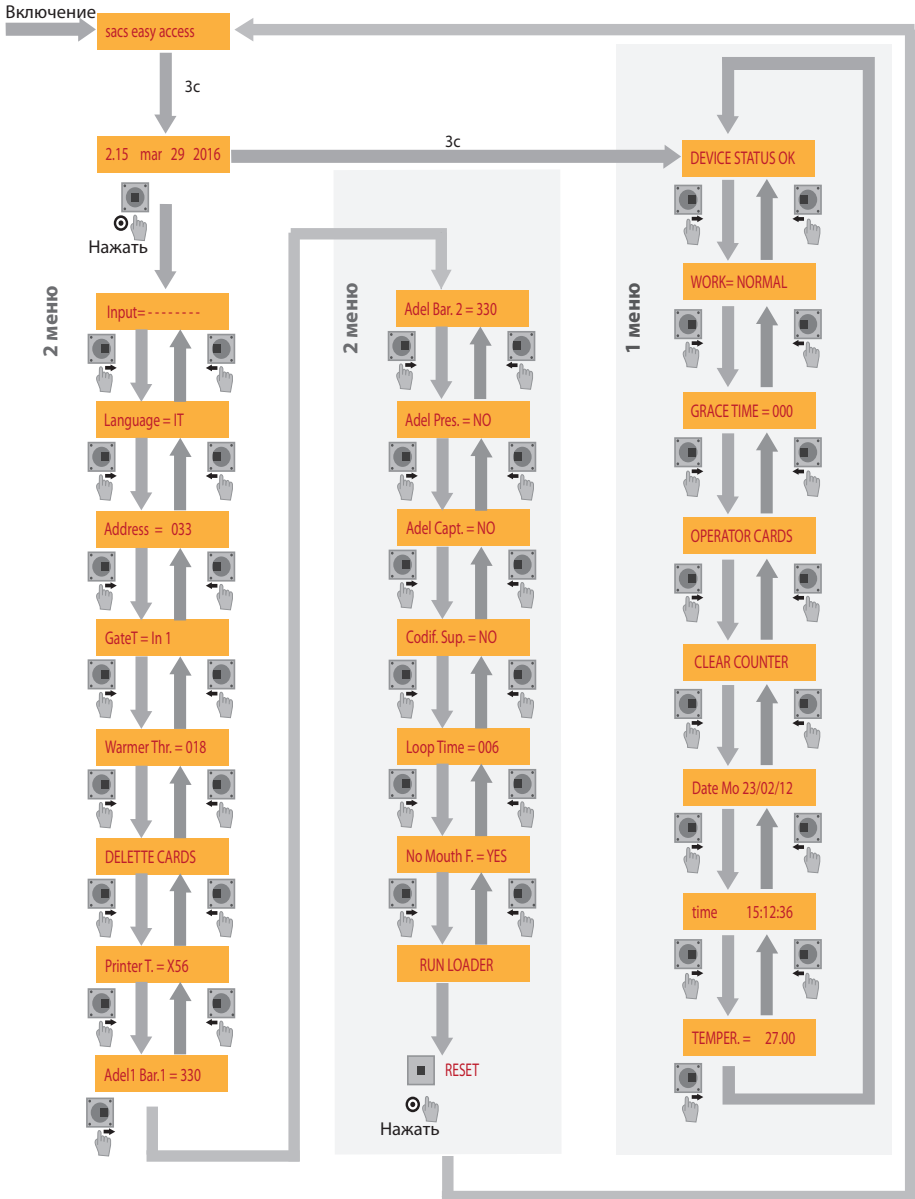 Включение
sacs easy access
3с
2.15 mar 29 2016
3с
Нажать
2 меню
Input= - - - - - - - -
Language = IT
Address = 033
GateT = In 1
Warmer Thr. = 018
DELETTE CARDS
Printer T. = X56
Adel1 Bar.1 = 330
2 меню
Adel Bar. 2 = 330
Adel Pres. = NO
Adel Capt. = NO
Codif. Sup. = NO
Loop Time = 006
No Mouth F. = YES
RUN LOADER
RESET
Нажать
1 меню
DEVICE STATUS OK
WORK= NORMAL
GRACE TIME = 000
OPERATOR CARDS
CLEAR COUNTER
Date Mo 23/02/12
time 15:12:36
TEMPER. = 27.00